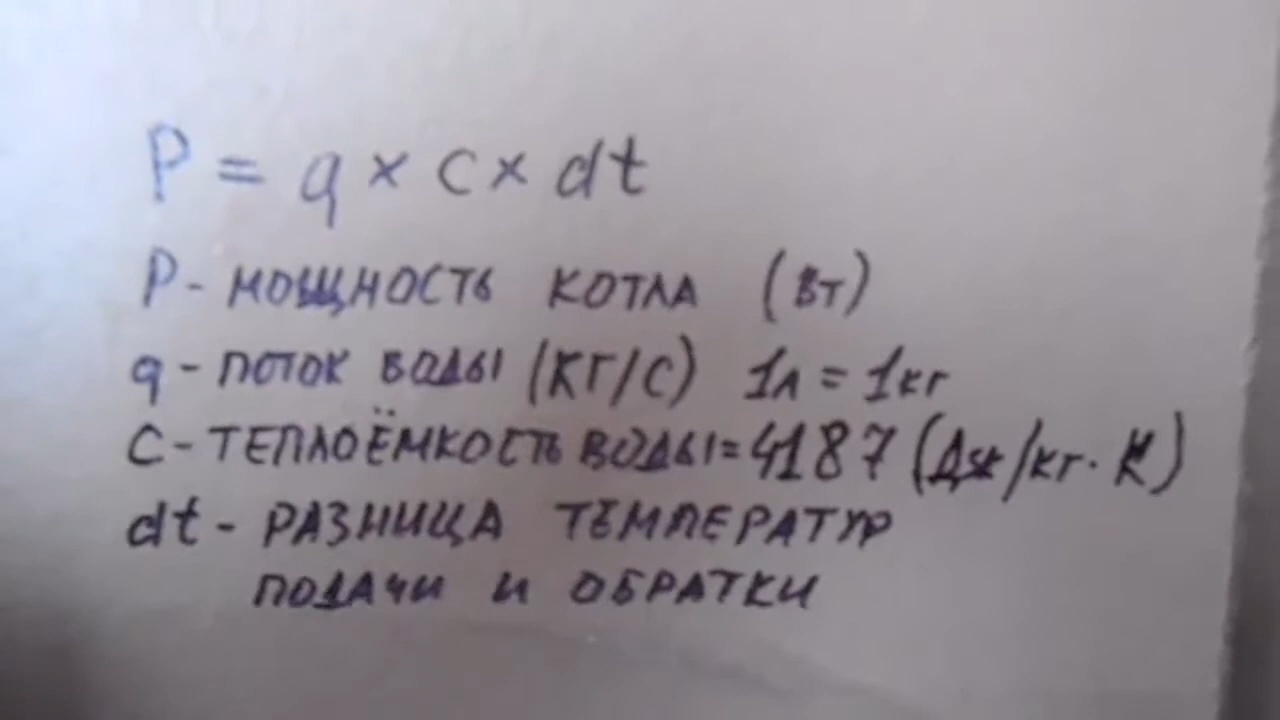 P = q × c × dt
P - МОЩНОСТЬ КОТЛА (Вт)
q - ПОТОК ВОДЫ (КГ/С) 1л = 1кг
С - ТЕПЛОЁМКОСТЬ ВОДЫ = 4187 (Дж/кг · К)
dt - РАЗНИЦА ТЕМПЕРАТУР
ПОДАЧИ И ОБРАТКИ